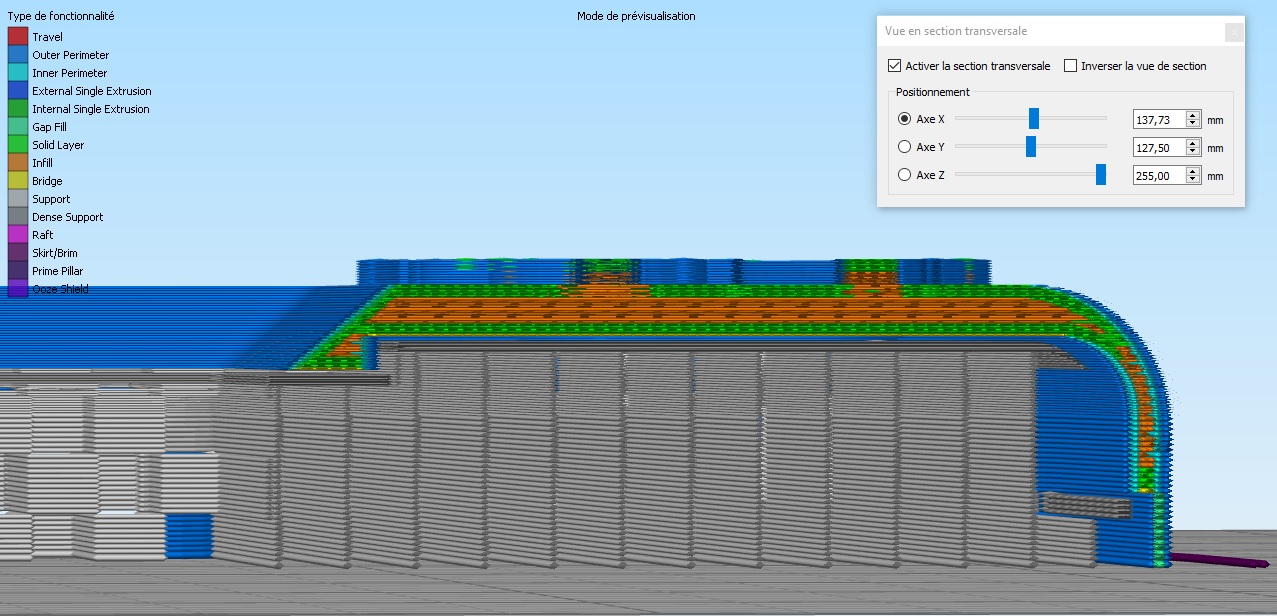 Type de fonctionnalité
Travel
Outer Perimeter
Inner Perimeter
External Single Extrusion
Internal Single Extrusion
Gap Fill
Solid Layer
Infill
Bridge
Support
Dense Support
Raft
Skirt/Brim
Prime Pillar
Ooze Shield
Mode de prévisualisation
Vue en section transversale
x
Activer la section transversale Inverser la vue de section
Positionnement
Axe X 137,73 mm
Axe Y 127,50 mm
Axe Z 255,00 mm